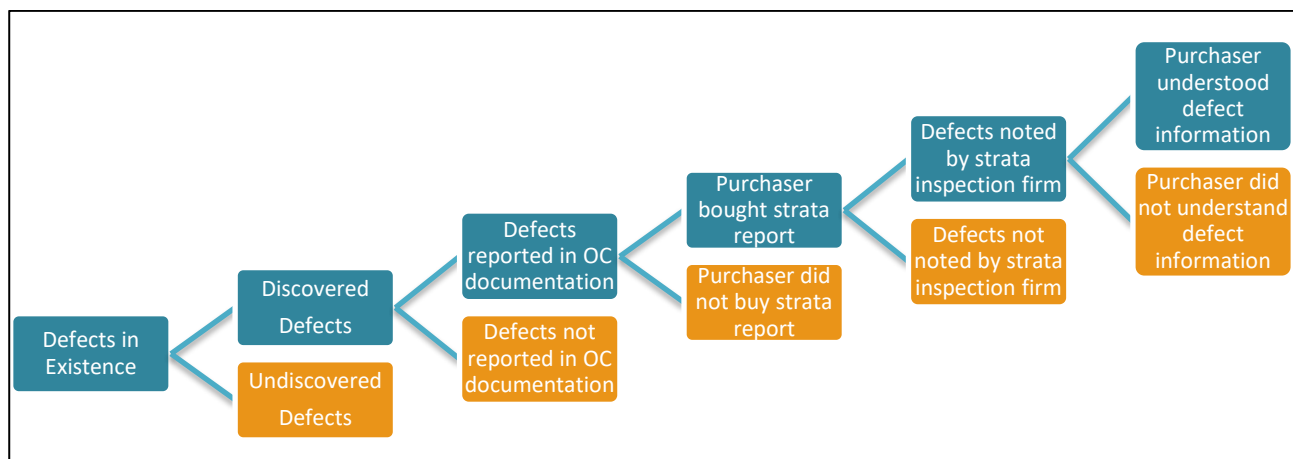 Defects in
Existence
Discovered
Defects
Undiscovered
Defects
Defects
reported in OC
documentation
Defects not
reported in OC
documentation
Purchaser
bought strata
report
Purchaser did
not buy strata
report
Defects noted
by strata
inspection firm
Defects not
noted by strata
inspection firm
Purchaser
understood
defect
information
Purchaser did
not understand
defect
information